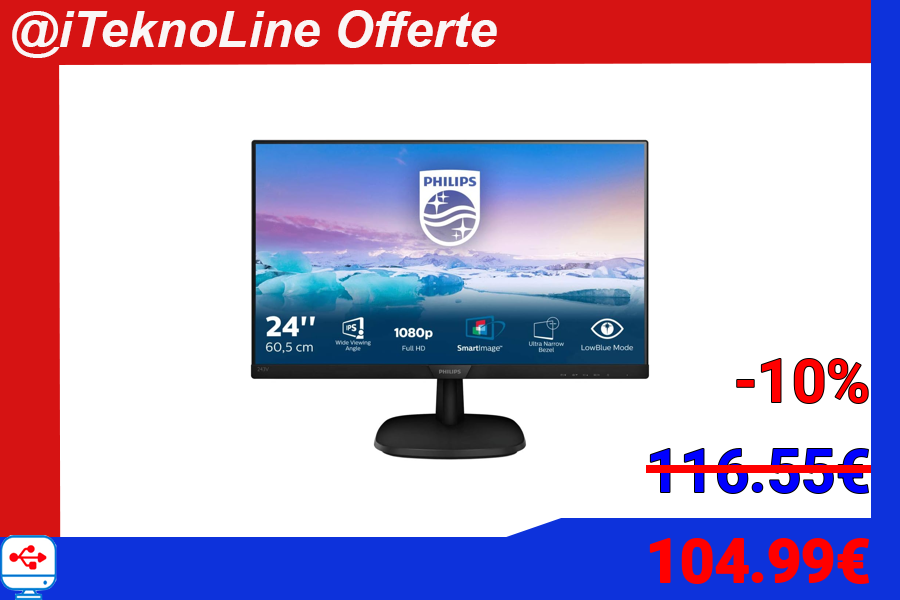 @iTeknoLine Offerte
PHILIPS
24"
60,5 cm
IPS
Wide Viewing
Angle
1080p
Full HD
SmartImage™
Ultra Narrow
Bezel
LowBlue Mode
PHILIPS
-10%
116.55€
104.99€